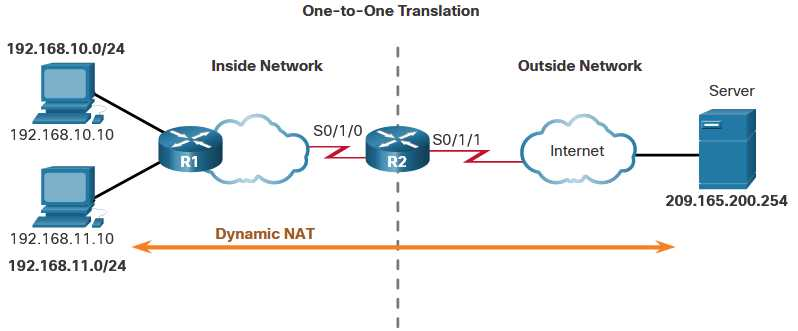 One-to-One Translation
192.168.10.0/24
Inside Network
Outside Network
Server
192.168.10.10
S0/1/0
S0/1/1
R1
R2
Internet
209.165.200.254
192.168.11.10
Dynamic NAT
192.168.11.0/24